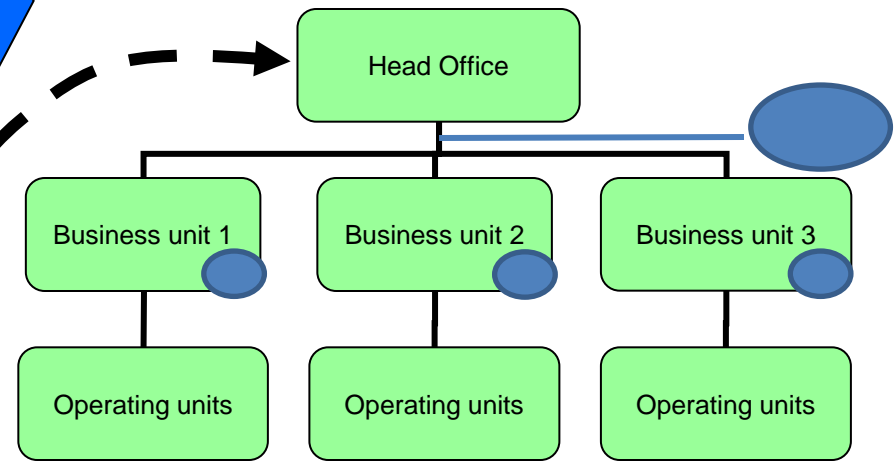 Head Office
Business unit 1
Business unit 2
Business unit 3
Operating units
Operating units
Operating units